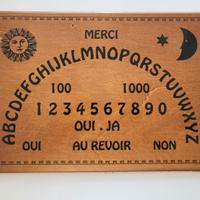 MERCI
ABCDEFGHIJKLMNOPQRSTUVWXYZ
100 1000
1234567890
OUI . JA
OUI AU REVOIR NON